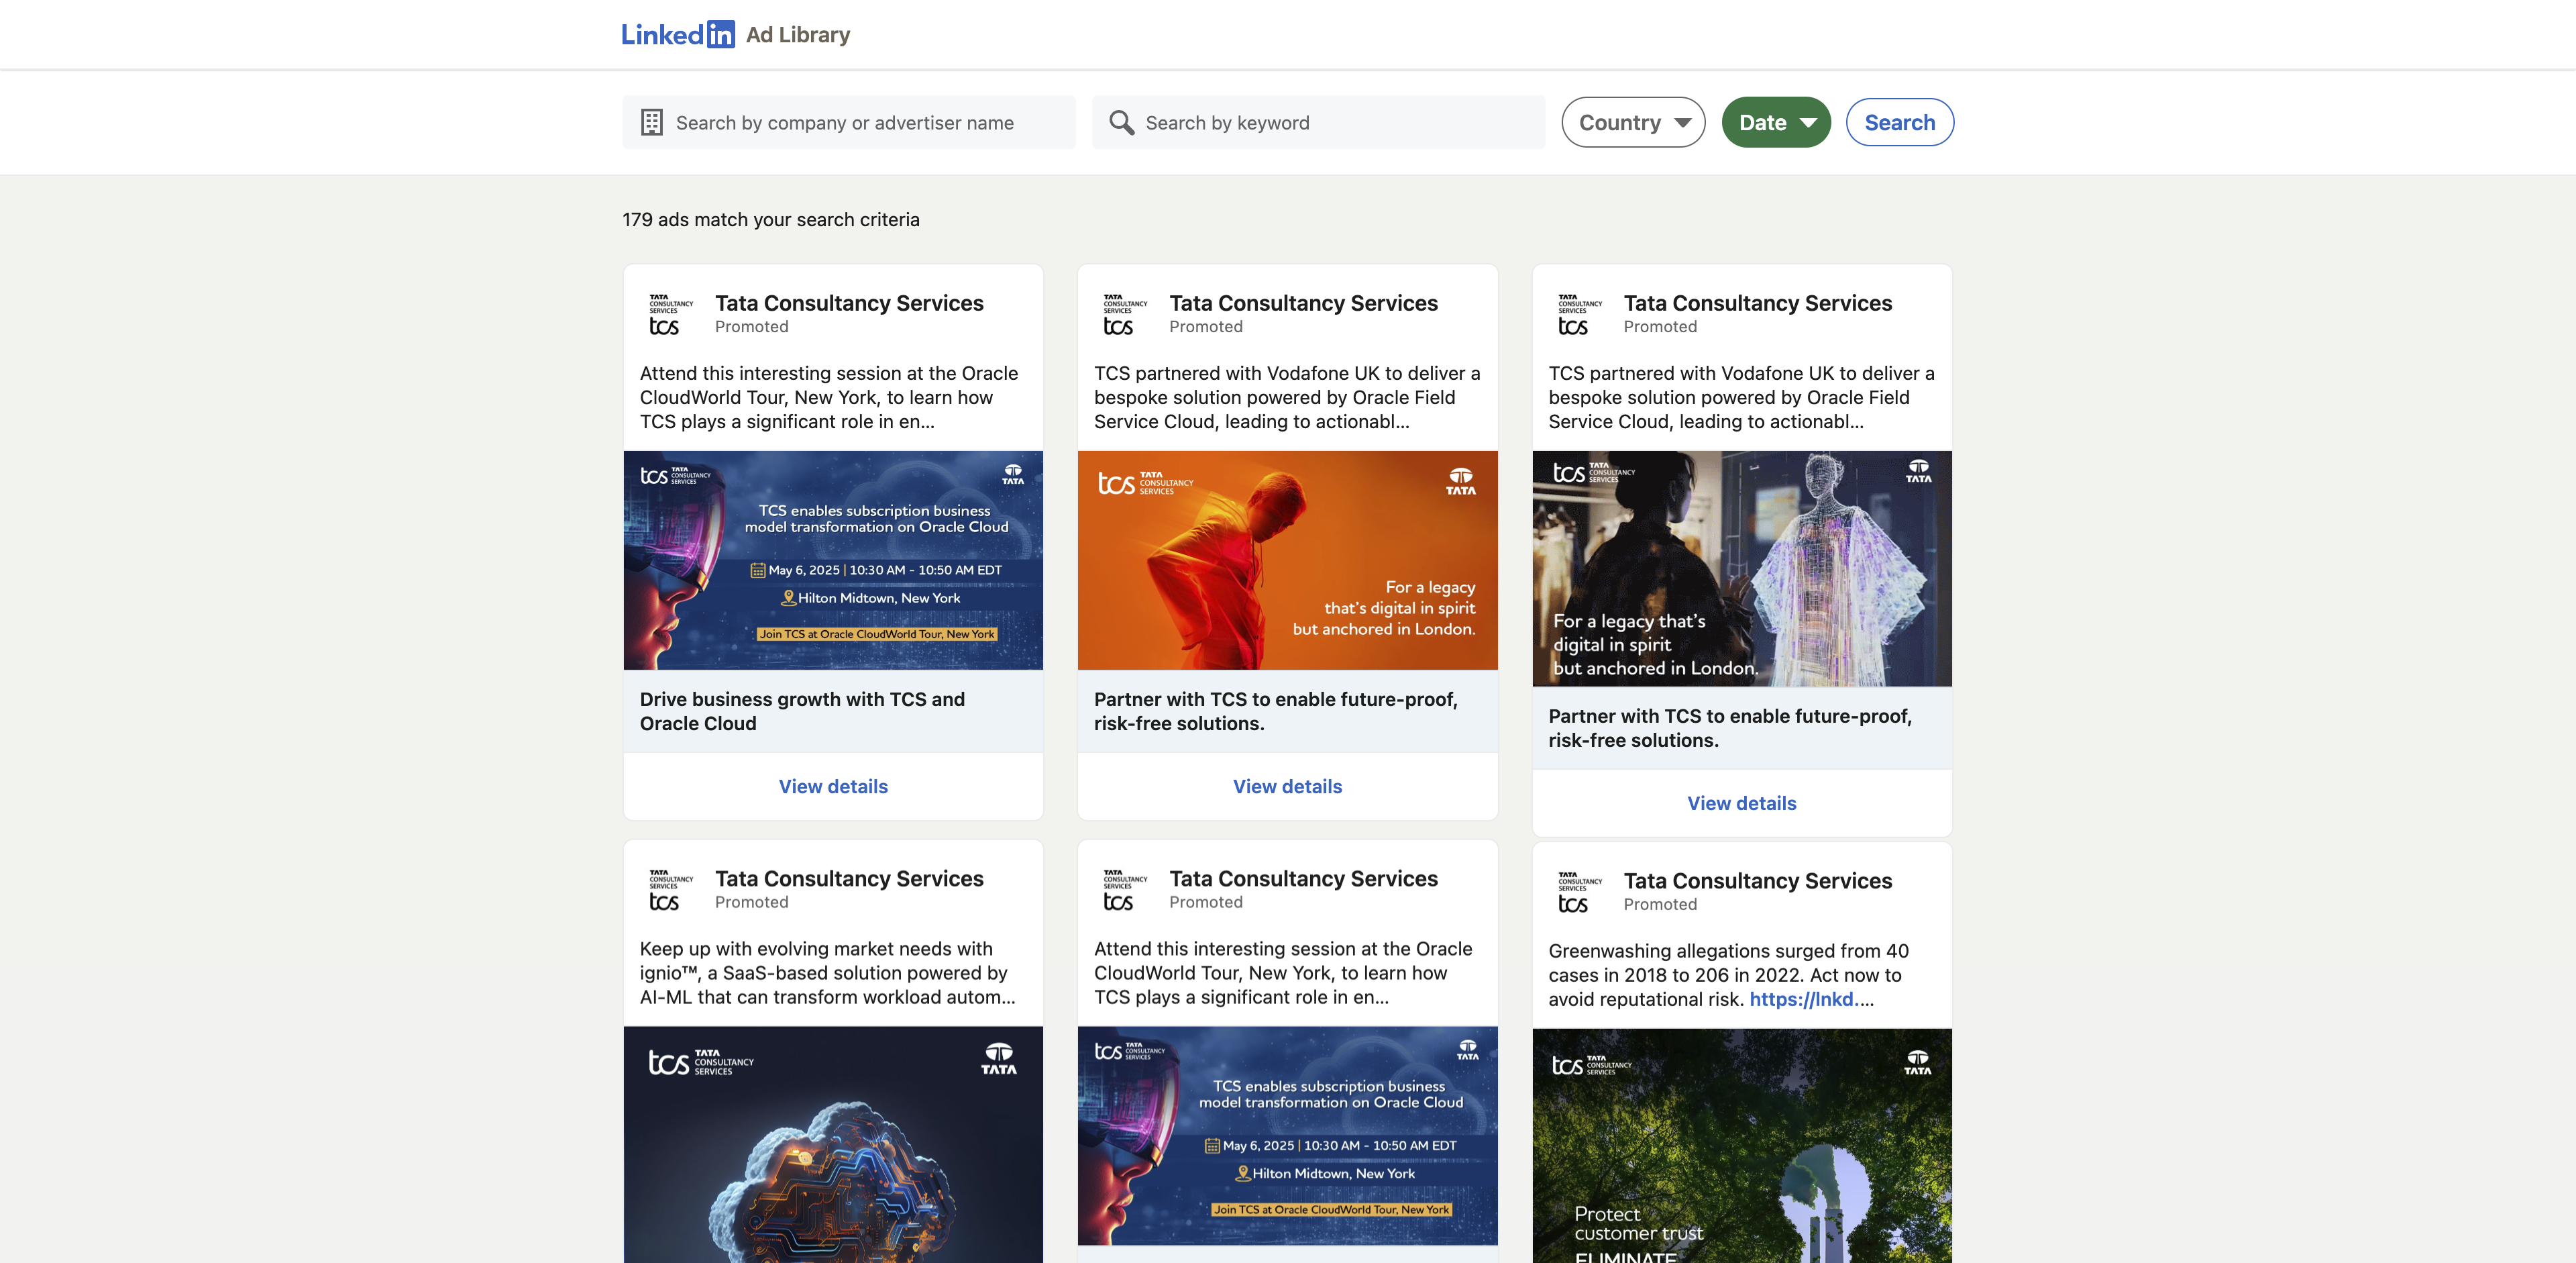 Linkedin Ad Library
Search by company or advertiser name
Search by keyword
Country
Date
Search
179 ads match your search criteria
TATA
CONSULTANCY
SERVICES
tcs
Tata Consultancy Services
Promoted
Attend this interesting session at the Oracle
CloudWorld Tour, New York, to learn how
TCS plays a significant role in en...
tcs TATA
CONSULTANCY
SERVICES
TATA
TCS enables subscription business
model transformation on Oracle Cloud
May 6, 2025 | 10:30 AM - 10:50 AM EDT
Hilton Midtown, New York
Join TCS at Oracle CloudWorld Tour, New York
Drive business growth with TCS and
Oracle Cloud
View details
TATA
CONSULTANCY
SERVICES
tcs
Tata Consultancy Services
Promoted
TCS partnered with Vodafone UK to deliver a
bespoke solution powered by Oracle Field
Service Cloud, leading to actionabl...
tcs TATA
CONSULTANCY
SERVICES
TATA
For a legacy
that's digital in spirit
but anchored in London.
Partner with TCS to enable future-proof,
risk-free solutions.
View details
TATA
CONSULTANCY
SERVICES
tcs
Tata Consultancy Services
Promoted
TCS partnered with Vodafone UK to deliver a
bespoke solution powered by Oracle Field
Service Cloud, leading to actionabl...
tcs TATA
CONSULTANCY
SERVICES
TATA
For a legacy that's
digital in spirit
but anchored in London.
Partner with TCS to enable future-proof,
risk-free solutions.
View details
TATA
CONSULTANCY
SERVICES
tcs
Tata Consultancy Services
Promoted
Keep up with evolving market needs with
ignio™, a SaaS-based solution powered by
AI-ML that can transform workload autom...
tcs TATA
CONSULTANCY
SERVICES
TATA
TATA
CONSULTANCY
SERVICES
tcs
Tata Consultancy Services
Promoted
Attend this interesting session at the Oracle
CloudWorld Tour, New York, to learn how
TCS plays a significant role in en...
tcs TATA
CONSULTANCY
SERVICES
TATA
TCS enables subscription business
model transformation on Oracle Cloud
May 6, 2025 | 10:30 AM - 10:50 AM EDT
Hilton Midtown, New York
Join TCS at Oracle CloudWorld Tour, New York
TATA
CONSULTANCY
SERVICES
tcs
Tata Consultancy Services
Promoted
Greenwashing allegations surged from 40
cases in 2018 to 206 in 2022. Act now to
avoid reputational risk. https://lnkd....
tcs TATA
CONSULTANCY
SERVICES
TATA
Protect
customer trust
ELIMINATE